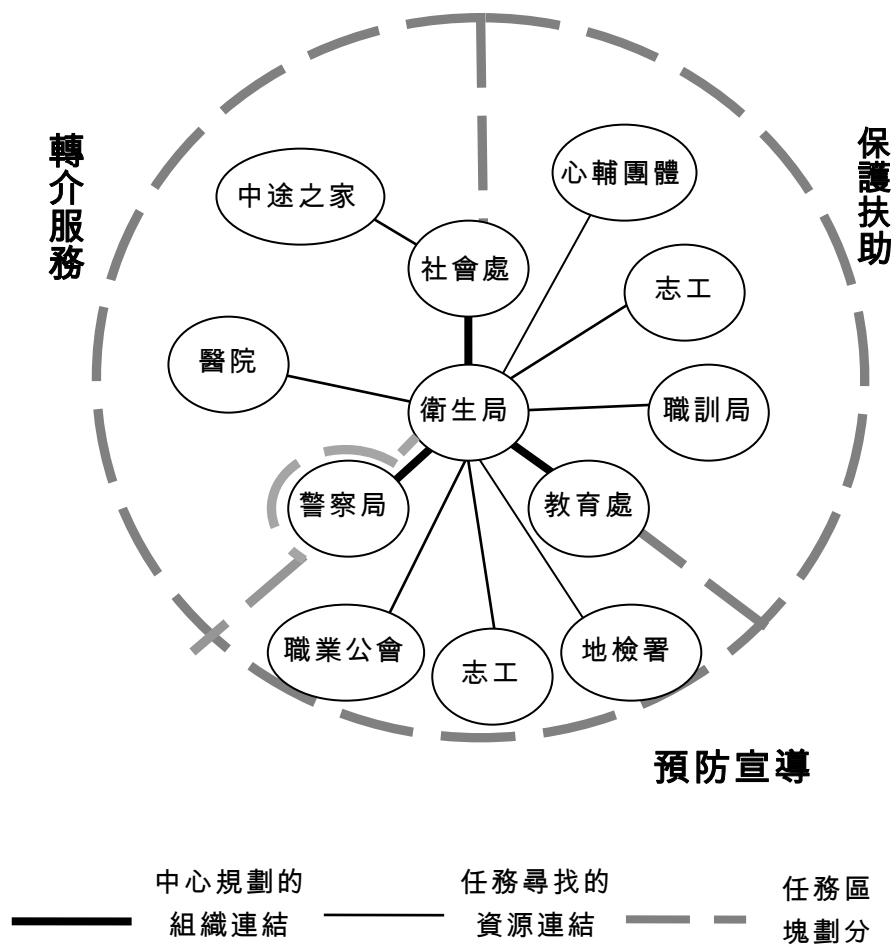 轉介服務
保護扶助
心輔團體
中途之家
社會處
志工
醫院
衛生局
職訓局
警察局
教育處
職業公會
志工
地檢署
預防宣導
中心規劃的
組織連結
任務尋找的
資源連結
任務區
塊劃分